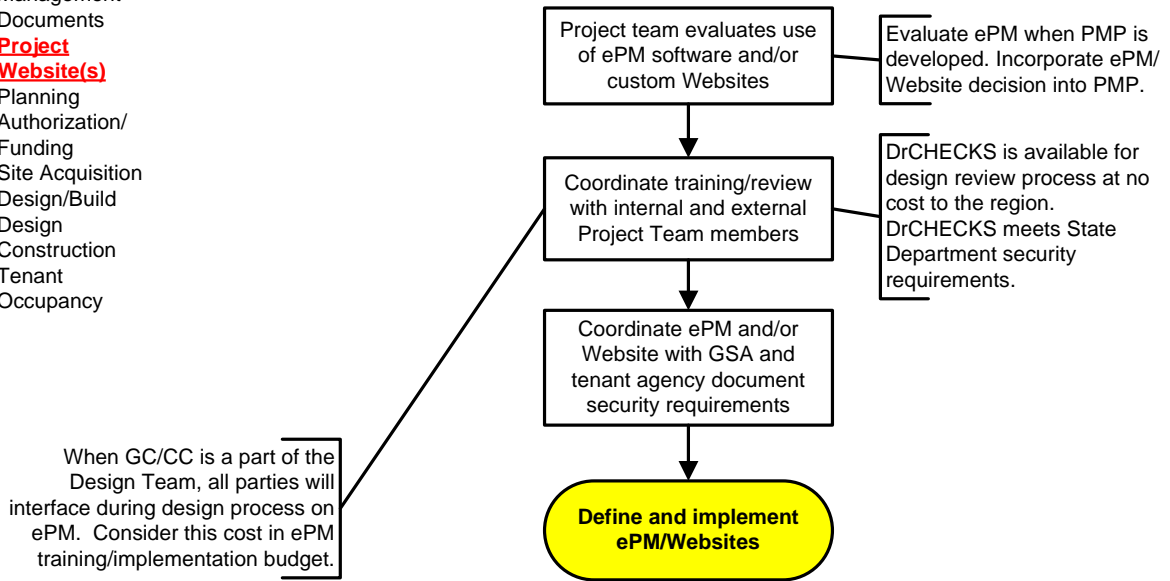 Documents
Project
Website(s)
Planning
Authorization/
Funding
Site Acquisition
Design/Build
Design
Construction
Tenant
Occupancy
Project team evaluates use
of ePM software and/or
custom Websites
Evaluate ePM when PMP is
developed. Incorporate ePM/
Website decision into PMP.
Coordinate training/review
with internal and external
Project Team members
DrCHECKS is available for
design review process at no
cost to the region.
DrCHECKS meets State
Department security
requirements.
Coordinate ePM and/or
Website with GSA and
tenant agency document
security requirements
When GC/CC is a part of the
Design Team, all parties will
interface during design process on
ePM.  Consider this cost in ePM
training/implementation budget.
Define and implement
ePM/Websites